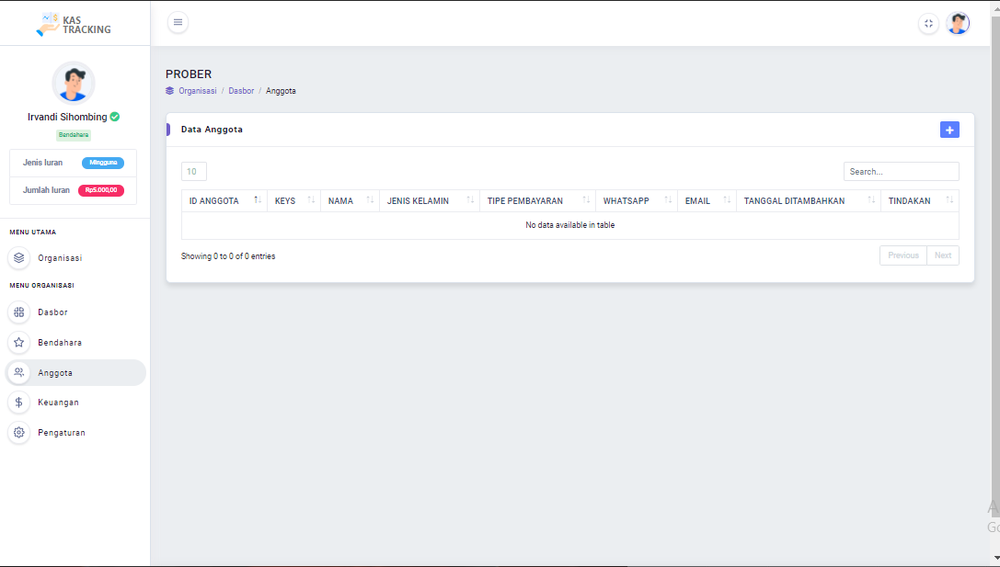 KAS
TRACKING
Irvandi Sihombing
Bendahara
Jenis Iuran Mingguna
Jumlah Iuran Rp5.000,00
MENU UTAMA
Organisasi
MENU ORGANISASI
Dasbor
Bendahara
Anggota
Keuangan
Pengaturan
PROBER
Organisasi / Dasbor / Anggota
Data Anggota
10
Search...
ID ANGGOTA KEYS NAMA JENIS KELAMIN TIPE PEMBAYARAN WHATSAPP EMAIL TANGGAL DITAMBAHKAN TINDAKAN
No data available in table
Showing 0 to 0 of 0 entries
Previous Next